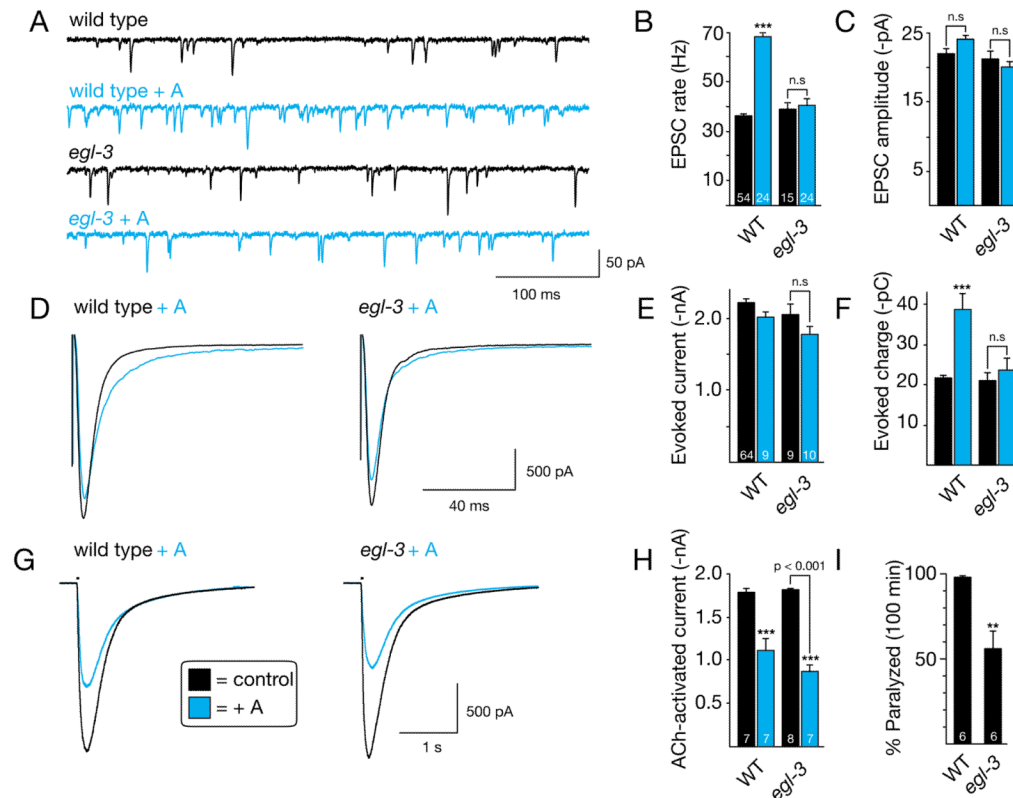 A
wild type
wild type + A
egl-3
egl-3 + A
50 pA
100 ms
B
EPSC rate (Hz)
70
50
30
10
***
n.s
54
24
15
24
WT
egl-3
C
EPSC amplitude (-pA)
25
15
5
n.s
n.s
WT
egl-3
D
wild type + A
egl-3 + A
500 pA
40 ms
E
Evoked current (-nA)
2.0
1.0
n.s
64
9
9
10
WT
egl-3
F
Evoked charge (-pC)
40
30
20
10
***
n.s
WT
egl-3
G
wild type + A
egl-3 + A
= control
= + A
500 pA
1 s
H
ACh-activated current (-nA)
2.0
1.5
1.0
0.5
p < 0.001
***
***
7
7
8
7
WT
egl-3
I
% Paralyzed (100 min)
100
50
**
6
6
WT
egl-3